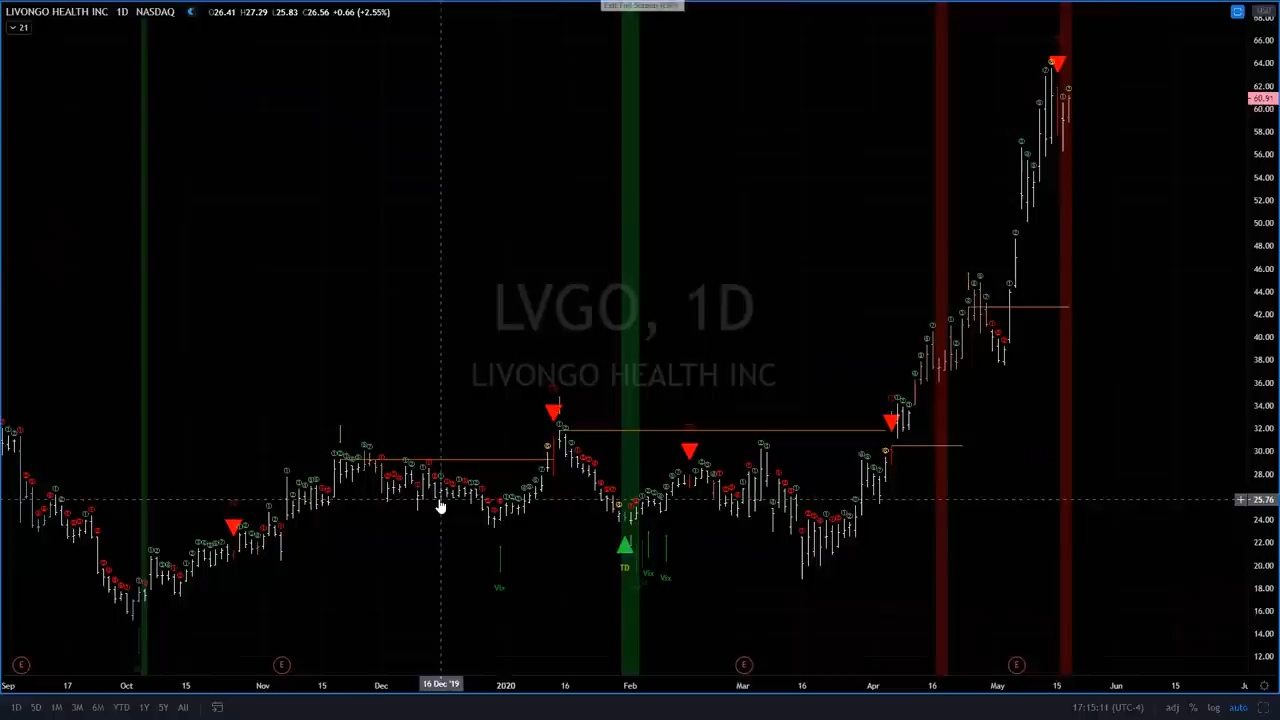 LIVONGO HEALTH INC 1D NASDAQ O26.41 H27.29 L25.83 C26.56 +0.66 (+2.55%)
21
68.00
64.00
62.00
60.91
60.00
58.00
56.00
54.00
52.00
50.00
48.00
46.00
44.00
42.00
40.00
38.00
36.00
34.00
32.00
30.00
28.00
25.76
24.00
22.00
20.00
18.00
16.00
14.00
12.00
LVGO, 1D
LIVONGO HEALTH INC
TD
Vix
Vix
Vix
E
E
E
E
Sep 17 Oct 15 Nov 15 Dec 16 Dec '19 2020 16 Feb Mar 16 Apr 16 May 15 Jun 15
1D 5D 1M 3M 6M YTD 1Y 5Y All 17:15:11 (UTC-4) adj % log auto